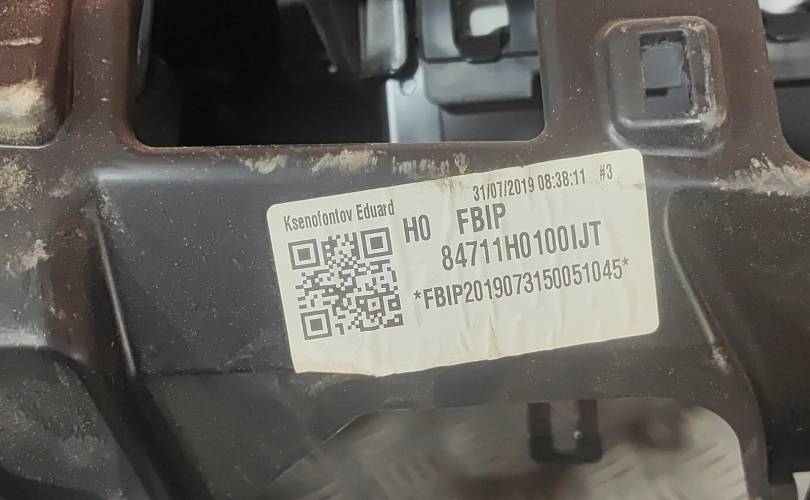 31/07/2019 08:38:11 #3
Ksenofontov Eduard
H0 FBIP
84711H0100IJT
*FBIP2019073150051045*